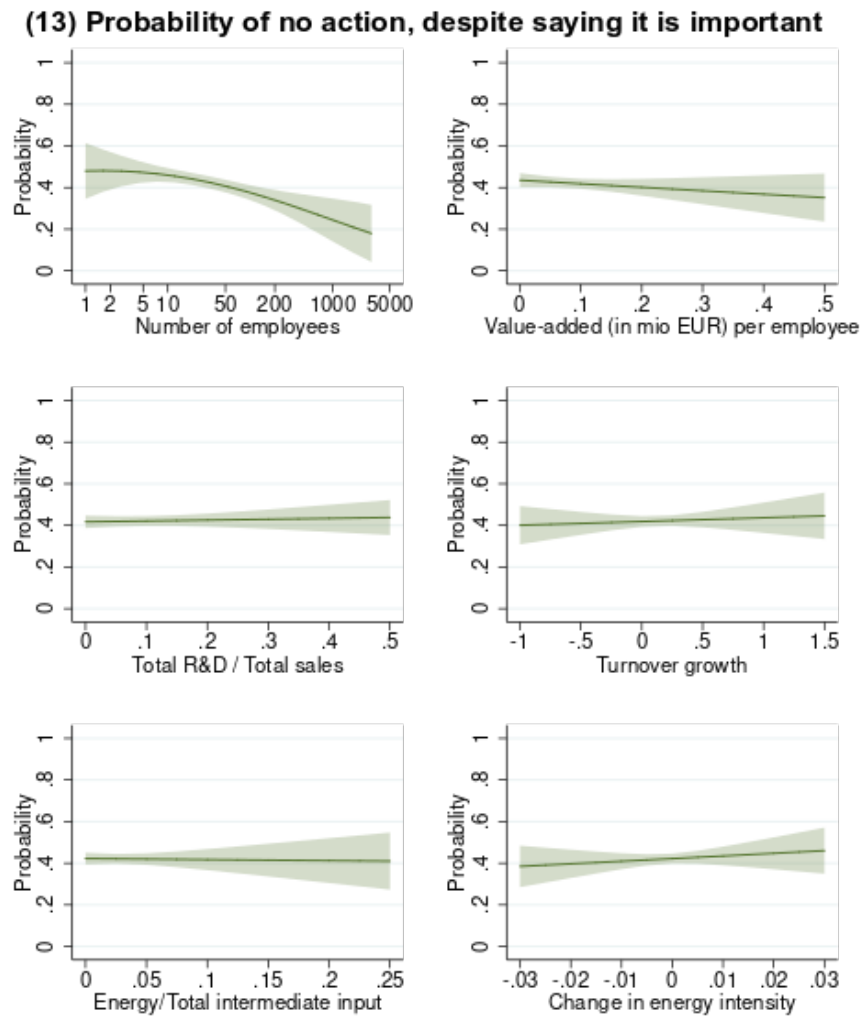 (13) Probability of no action, despite saying it is important
Probability
1
.8
.6
.4
.2
0
1 2 5 10 50 200 1000 5000
Number of employees
Probability
1
.8
.6
.4
.2
0
0 .1 .2 .3 .4 .5
Value-added (in mio EUR) per employee
Probability
1
.8
.6
.4
.2
0
0 .1 .2 .3 .4 .5
Total R&D / Total sales
Probability
1
.8
.6
.4
.2
0
-1 -.5 0 .5 1 1.5
Turnover growth
Probability
1
.8
.6
.4
.2
0
0 .05 .1 .15 .2 .25
Energy/Total intermediate input
Probability
1
.8
.6
.4
.2
0
-.03 -.02 -.01 0 .01 .02 .03
Change in energy intensity